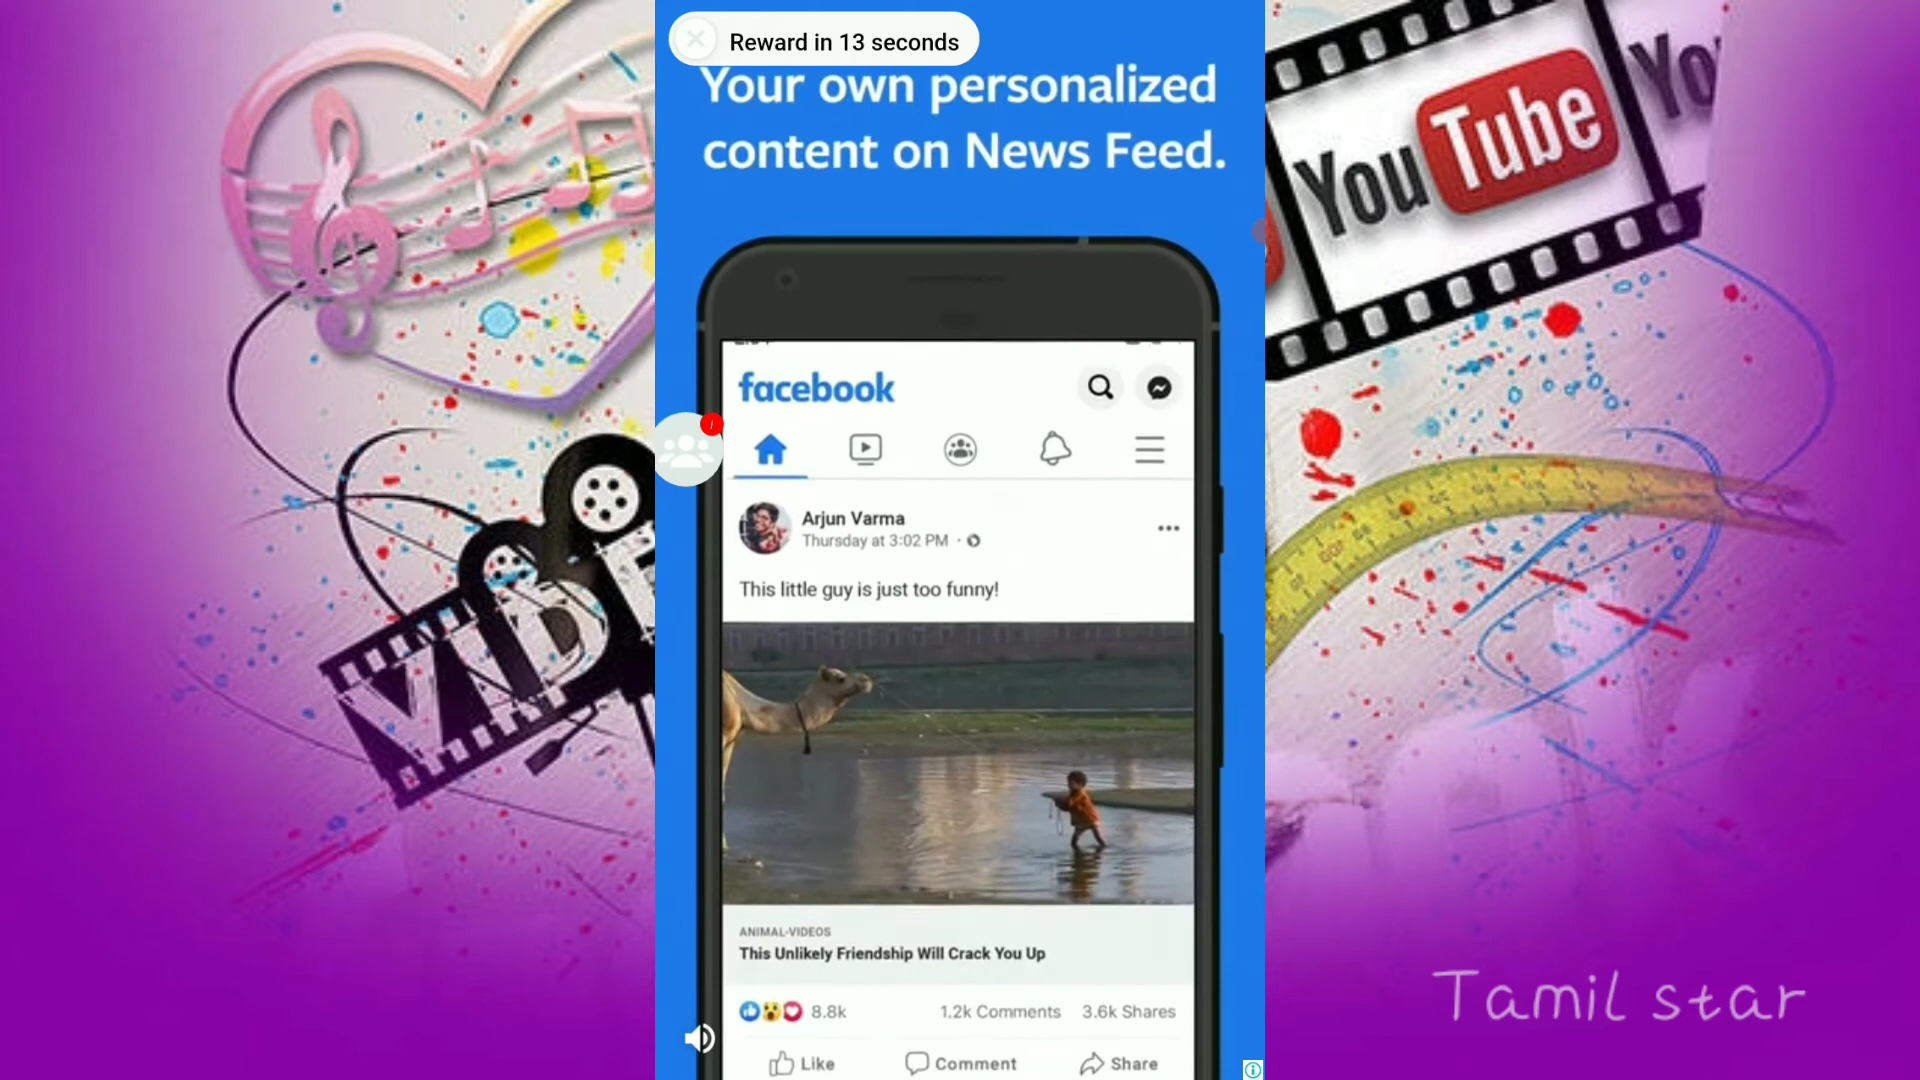 Reward in 13 seconds
Your own personalized
content on News Feed.
YouTube
You
facebook
Arjun Varma
Thursday at 3:02 PM
This little guy is just too funny!
ANIMAL-VIDEOS
This Unlikely Friendship Will Crack You Up
8.8k 1.2k Comments 3.6k Shares
Like Comment Share
Tamil star